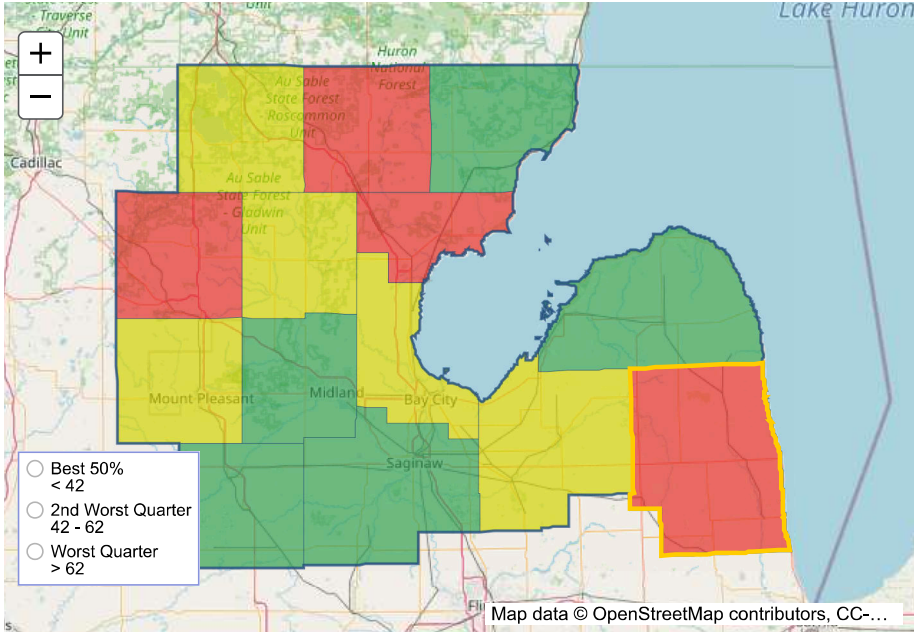 Unit
- Traverse
City Unit
Lake Huron
+
Huron
National
Forest
−
Au Sable
State Forest
- Roscommon
Unit
Cadillac
Au Sable
State Forest
- Gladwin
Unit
Mount Pleasant
Midland
Bay City
Saginaw
Best 50%
< 42
2nd Worst Quarter
42 - 62
Worst Quarter
> 62
Map data © OpenStreetMap contributors, CC-…